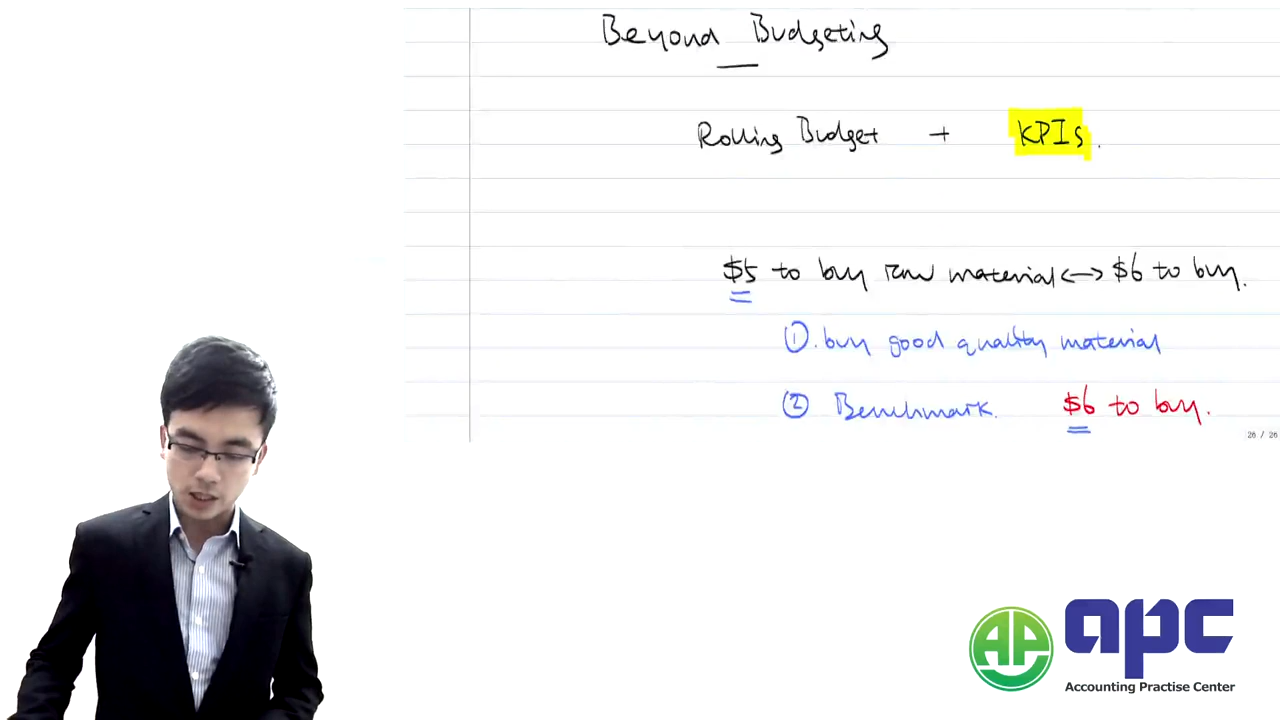 Beyond Budgeting
Rolling Budget + KPIs.
$5 to buy raw material <-> $6 to buy.
①. buy good quality material
② Benchmark. $6 to buy.
26 / 26
AP
apc
Accounting Practise Center